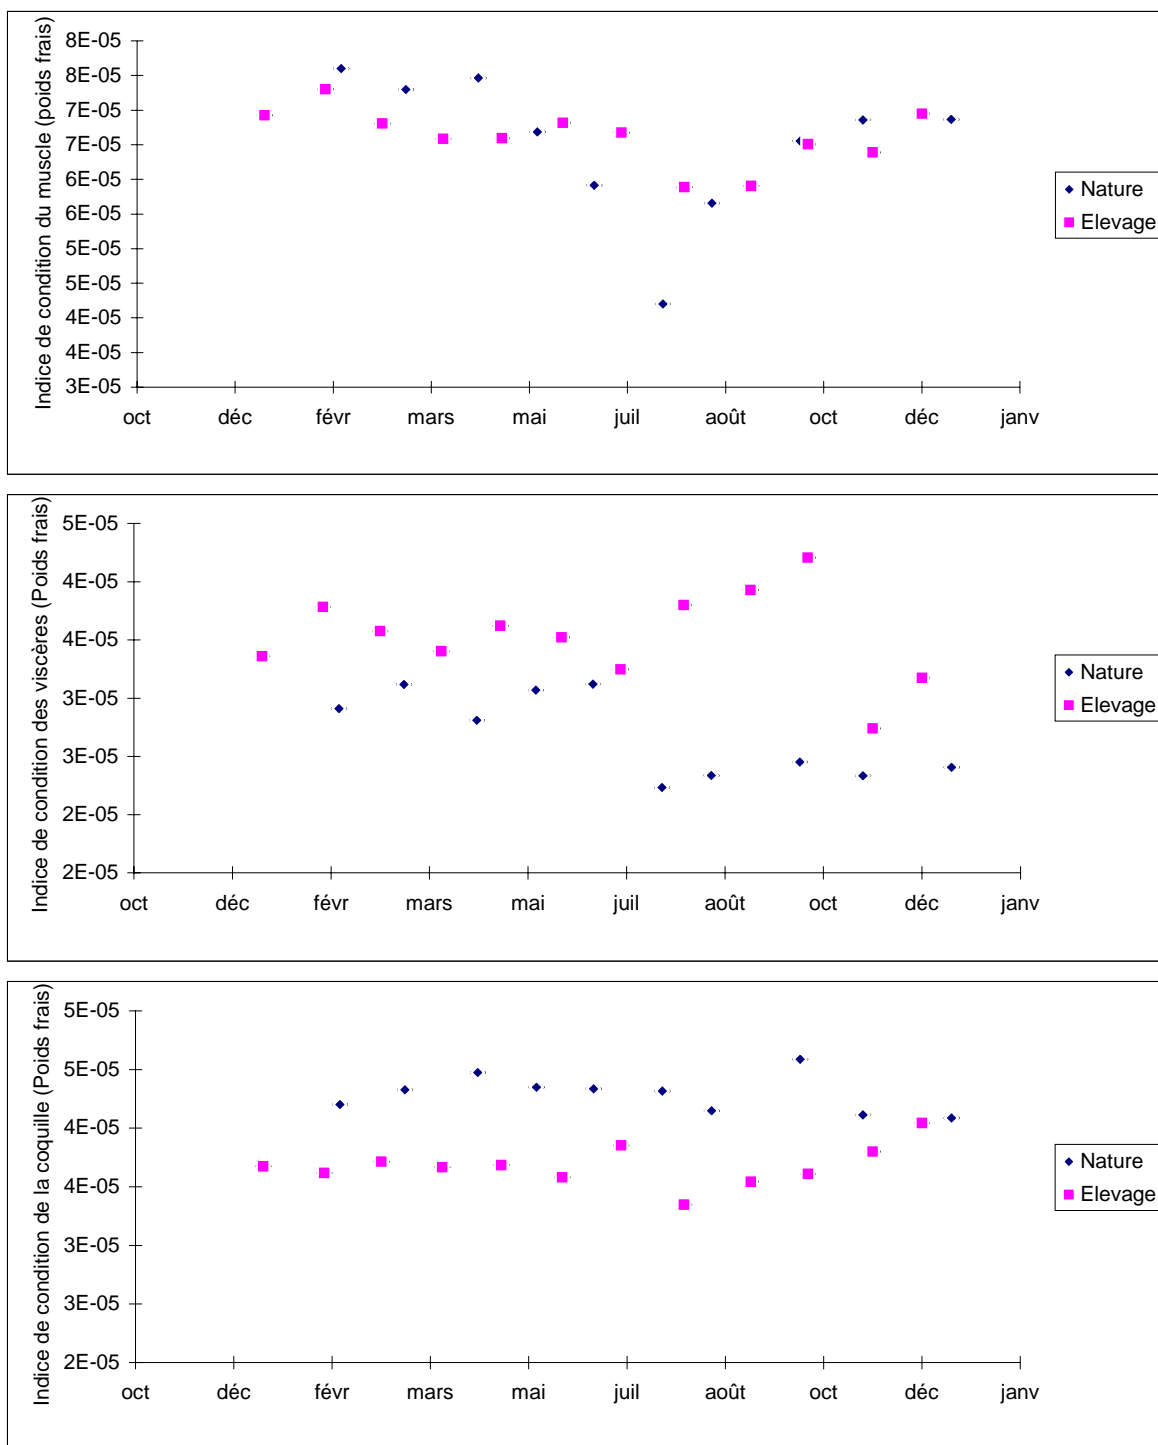 Indice de condition du muscle (poids frais)
8E-05
8E-05
7E-05
7E-05
6E-05
6E-05
5E-05
5E-05
4E-05
4E-05
3E-05
oct déc févr mars mai juil août oct déc janv
Nature
Elevage
Indice de condition des viscères (Poids frais)
5E-05
4E-05
4E-05
3E-05
3E-05
2E-05
2E-05
oct déc févr mars mai juil août oct déc janv
Nature
Elevage
Indice de condition de la coquille (Poids frais)
5E-05
5E-05
4E-05
4E-05
3E-05
3E-05
2E-05
oct déc févr mars mai juil août oct déc janv
Nature
Elevage